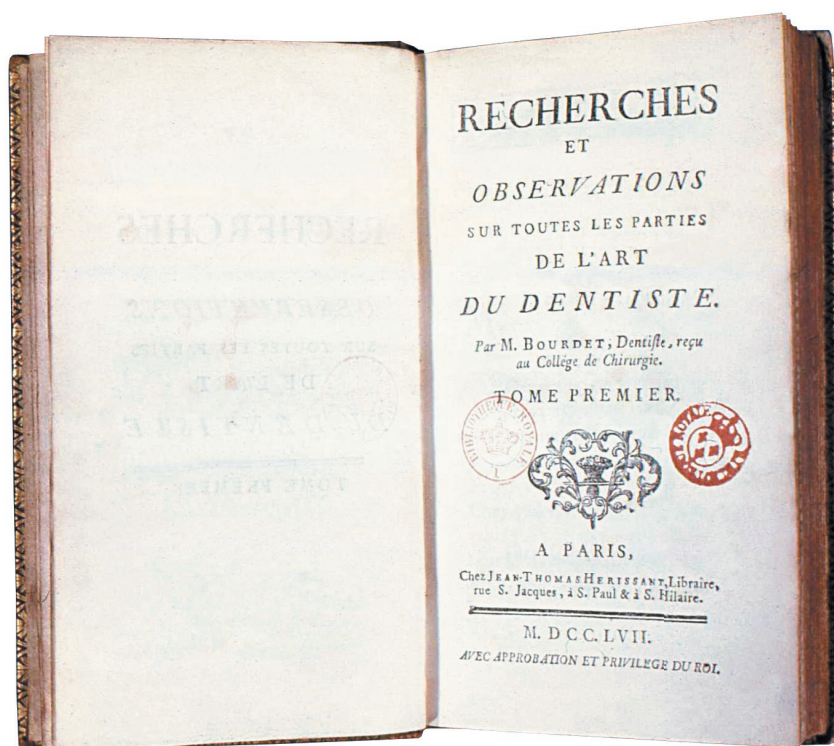 RECHERCHES
ET
OBSERVATIONS
SUR TOUTES LES PARTIES
DE L'ART
DU DENTISTE.
Par M. BOURDET, Dentiſte, reçu
au Collége de Chirurgie.
TOME PREMIER.
BIBLIOTHEQUE ROYALE
A PARIS,
Chez JEAN-THOMAS HERISSANT, Libraire,
rue S. Jacques, à S. Paul & à S. Hilaire.
M. DCC. LVII.
AVEC APPROBATION ET PRIVILEGE DU ROI.